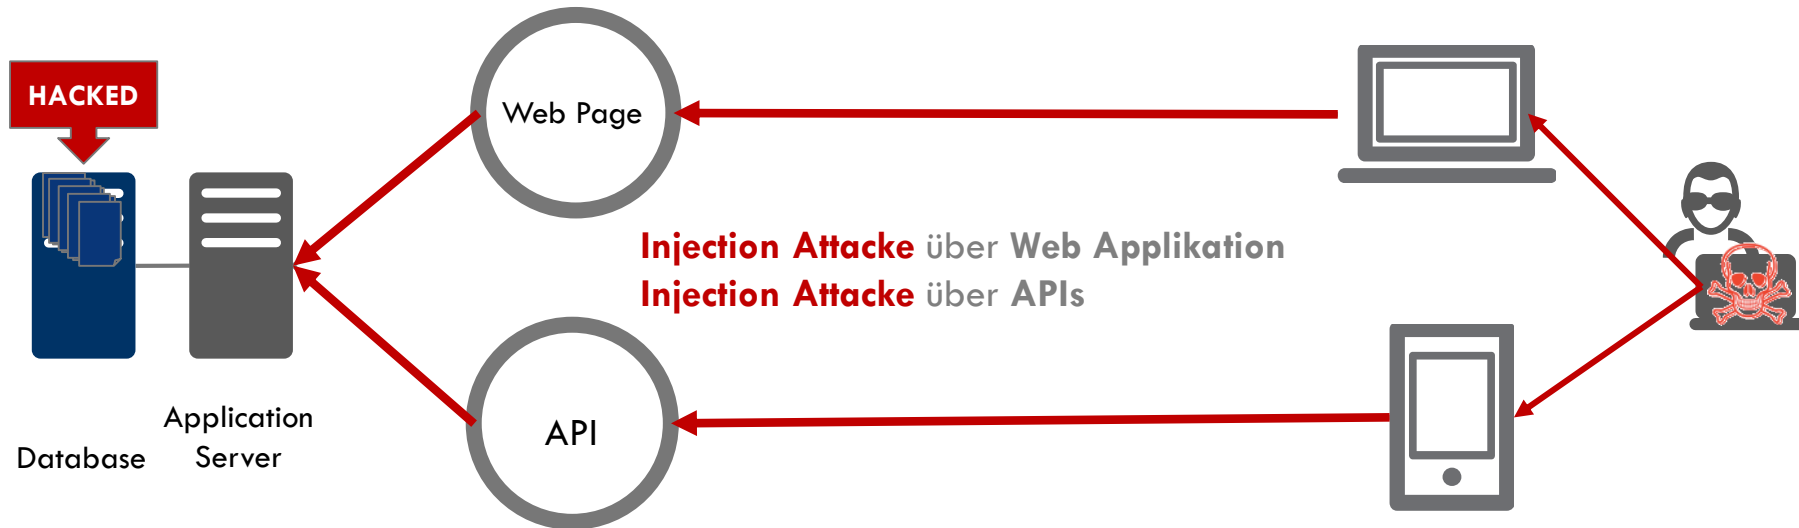 HACKED
Web Page
Injection Attacke über Web Applikation
Injection Attacke über APIs
API
Application
Server
Database